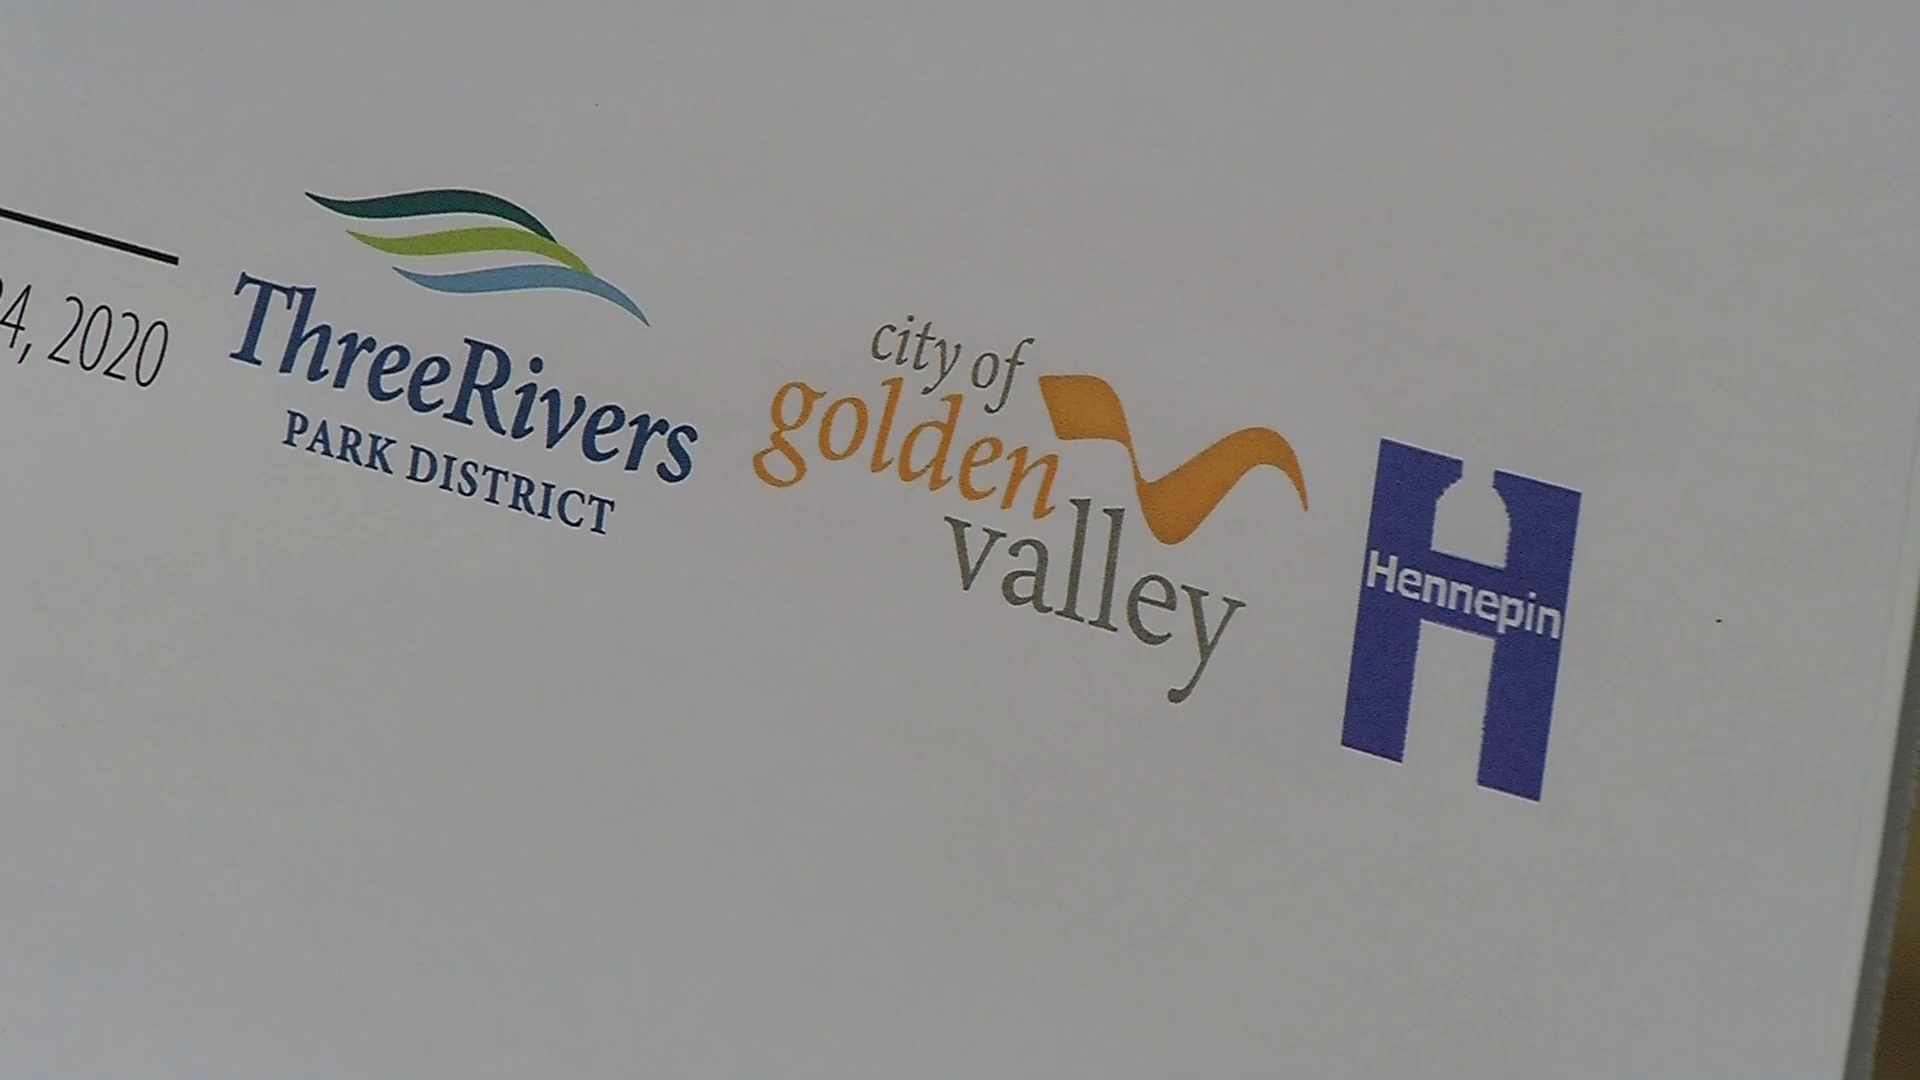 4, 2020
ThreeRivers
PARK DISTRICT
city of
golden
valley
Hennepin